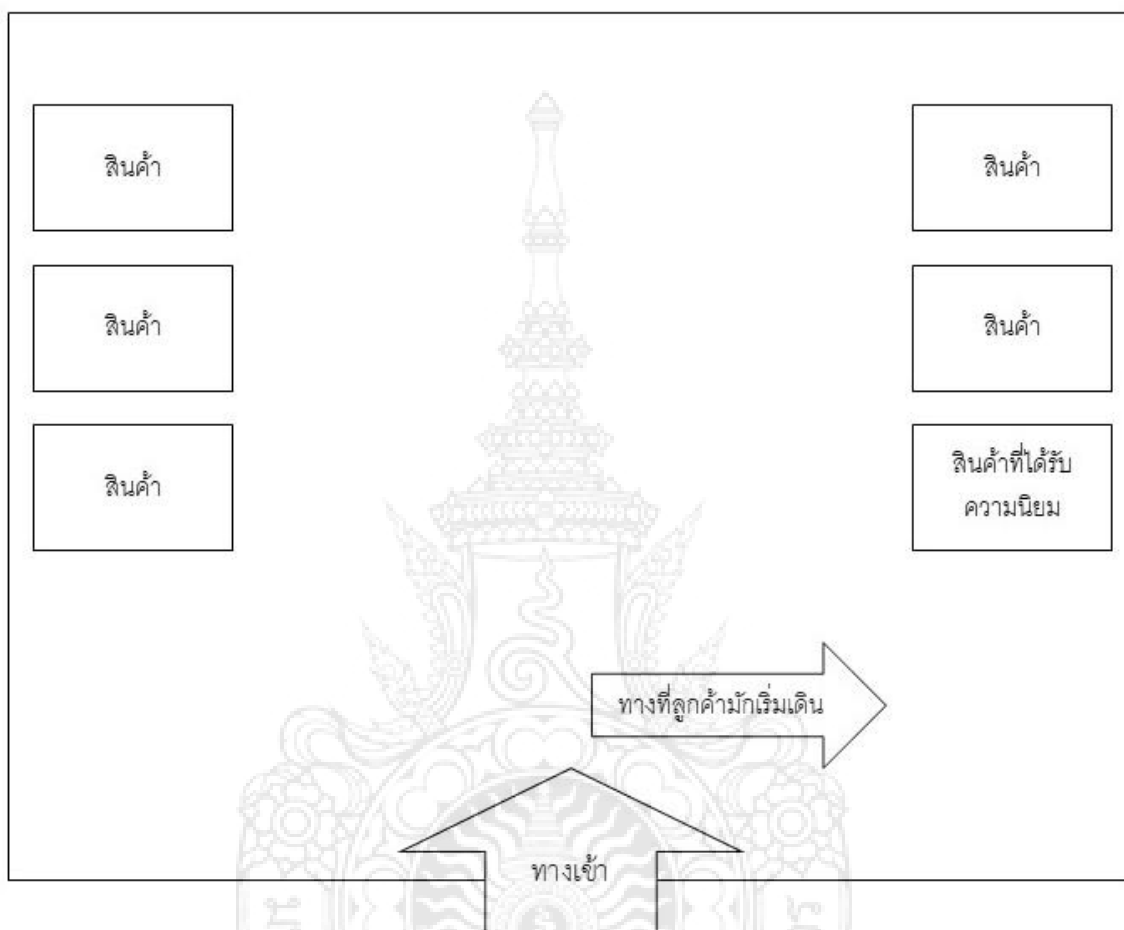 สินค้า
สินค้า
สินค้า
สินค้า
สินค้า
สินค้าที่ได้รับ
ความนิยม
ทางที่ลูกค้ามักเริ่มเดิน
ทางเข้า